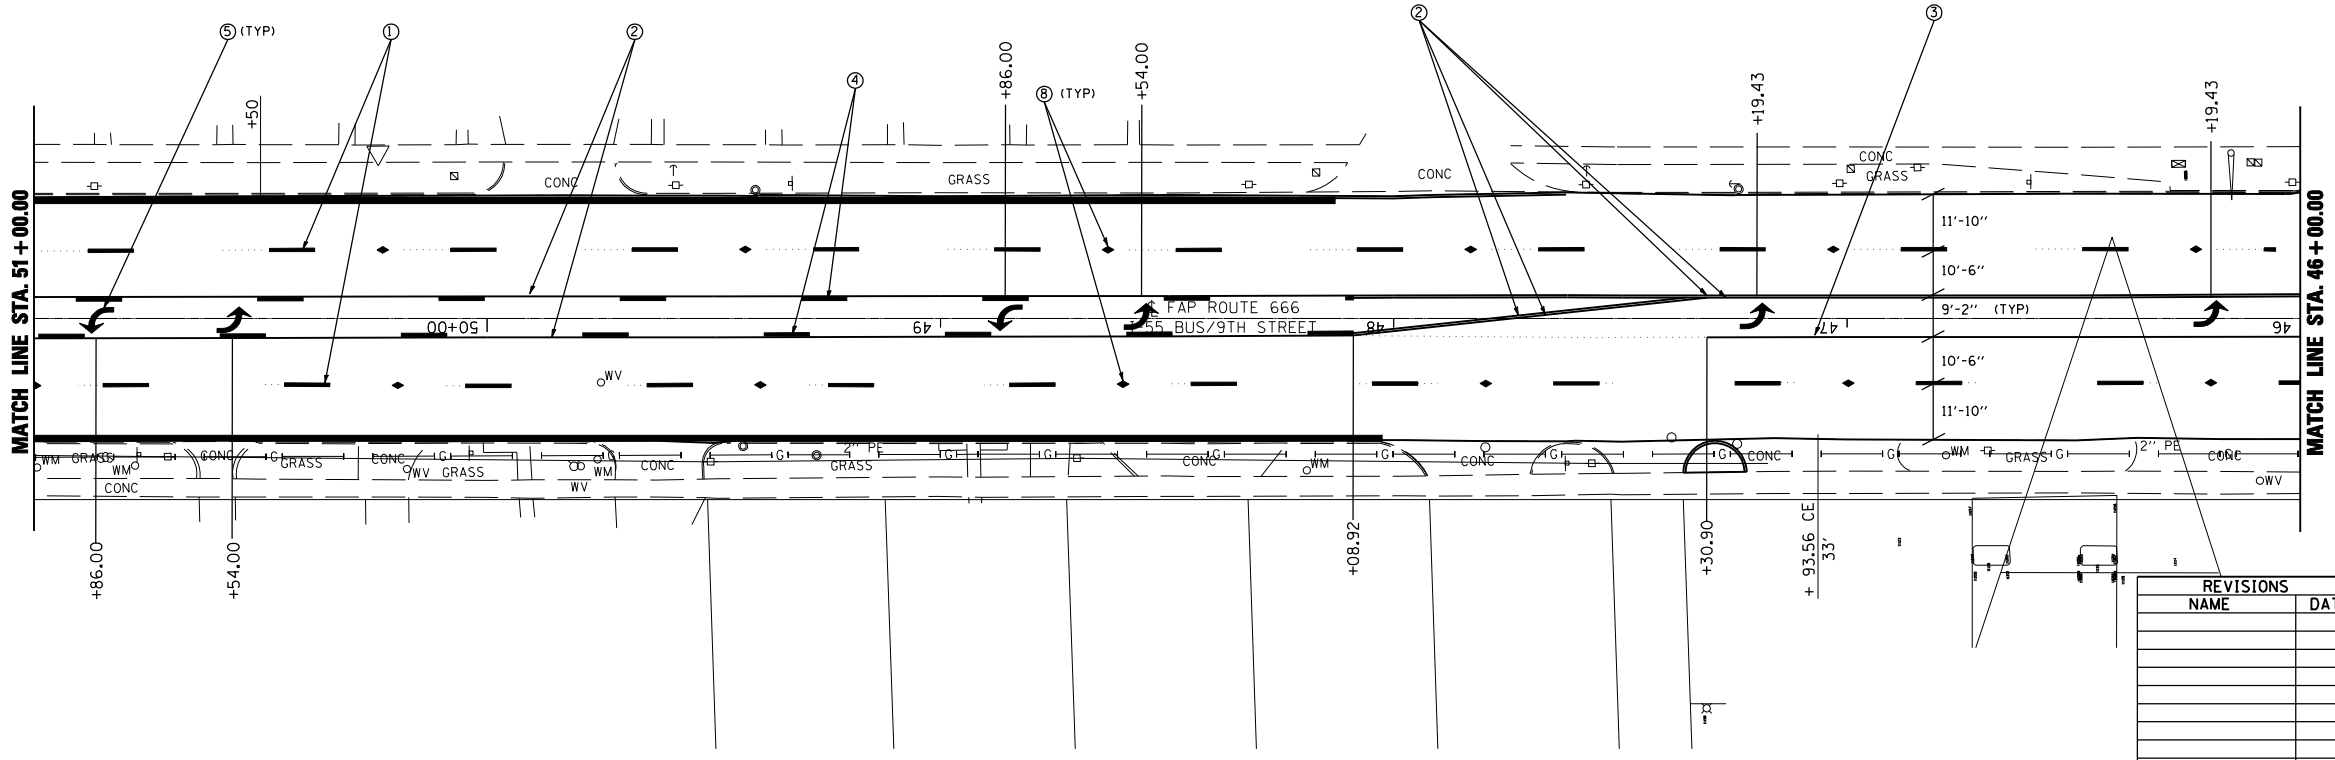 5 (TYP)
1
2
4
8 (TYP)
2
3
+50
+86.00
+54.00
+19.43
+19.43
CONC
GRASS
CONC
CONC
GRASS
MATCH LINE STA. 51+00.00
MATCH LINE STA. 46+00.00
11'-10"
10'-6"
9'-2" (TYP)
10'-6"
11'-10"
℄ FAP ROUTE 666
I-55 BUS/9TH STREET
50+00
49
48
47
46
WV
WM
GRASS
G
WM
CONC
G
GRASS
CONC
WV
G
GRASS
G
WM
CONC
WV
G
2" PE
GRASS
G
G
CONC
G
WM
G
CONC
G
G
CONC
G
WM
GRASS
G
2" PE
CONC
G
WV
CONC
+86.00
+54.00
+08.92
+30.90
+ 93.56 CE
33'
REVISIONS
NAME
DAT